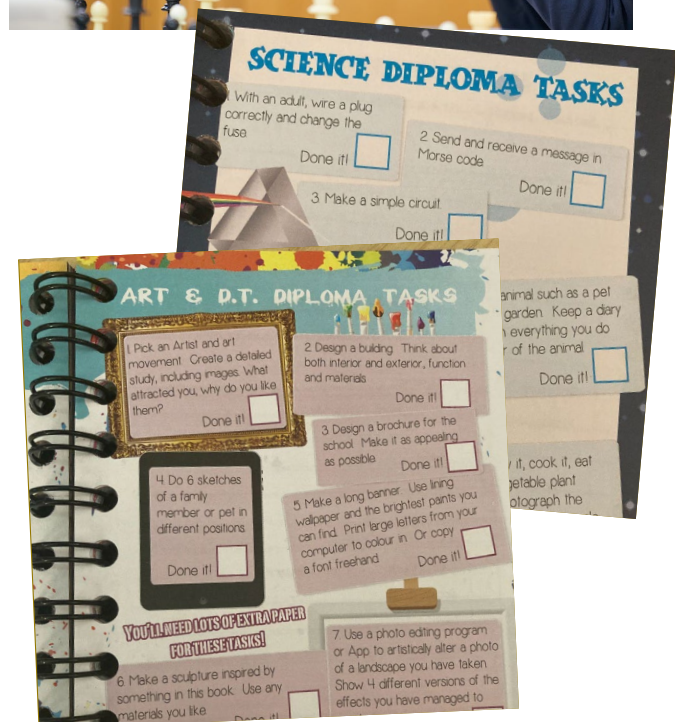 SCIENCE DIPLOMA TASKS
1 With an adult, wire a plug
correctly and change the
fuse
Done it!
2 Send and receive a message in
Morse code
Done it!
3 Make a simple circuit.
Done it!
animal such as a pet
garden. Keep a diary
everything you do
of the animal
Done it!
it, cook it, eat
plant
the
ART & D.T. DIPLOMA TASKS
1 Pick an Artist and art
movement. Create a detailed
study, including images. What
attracted you, why do you like
them?
Done it!
2 Design a building. Think about
both interior and exterior, function
and materials
Done it!
3 Design a brochure for the
school. Make it as appealing
as possible
Done it!
4 Do 6 sketches
of a family
member or pet in
different positions.
Done it!
5 Make a long banner. Use lining
wallpaper and the brightest paints you
can find. Print large letters from your
computer to colour in. Or copy
a font freehand.
Done it!
YOU'LL NEED LOTS OF EXTRA PAPER
FOR THESE TASKS!
6 Make a sculpture inspired by
something in this book. Use any
materials you like
Done it!
7 Use a photo editing program
or App to artistically alter a photo
of a landscape you have taken.
Show 4 different versions of the
effects you have managed to